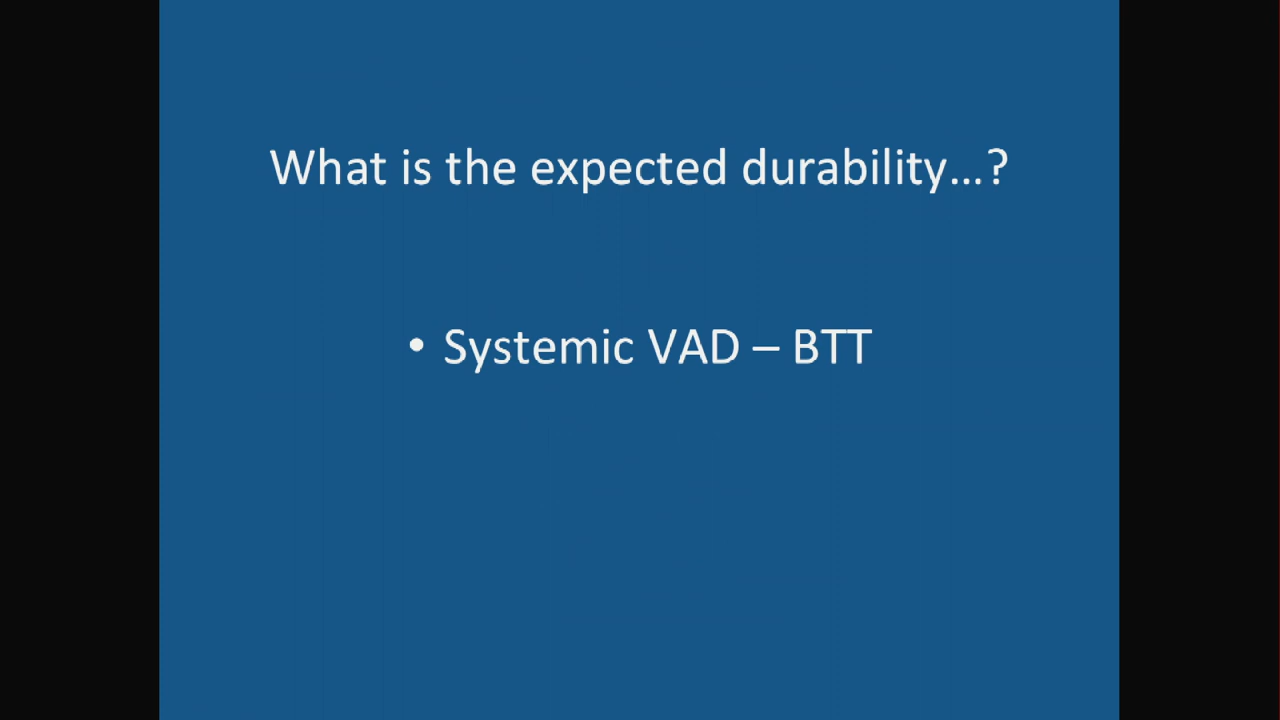 What is the expected durability...?
• Systemic VAD – BTT